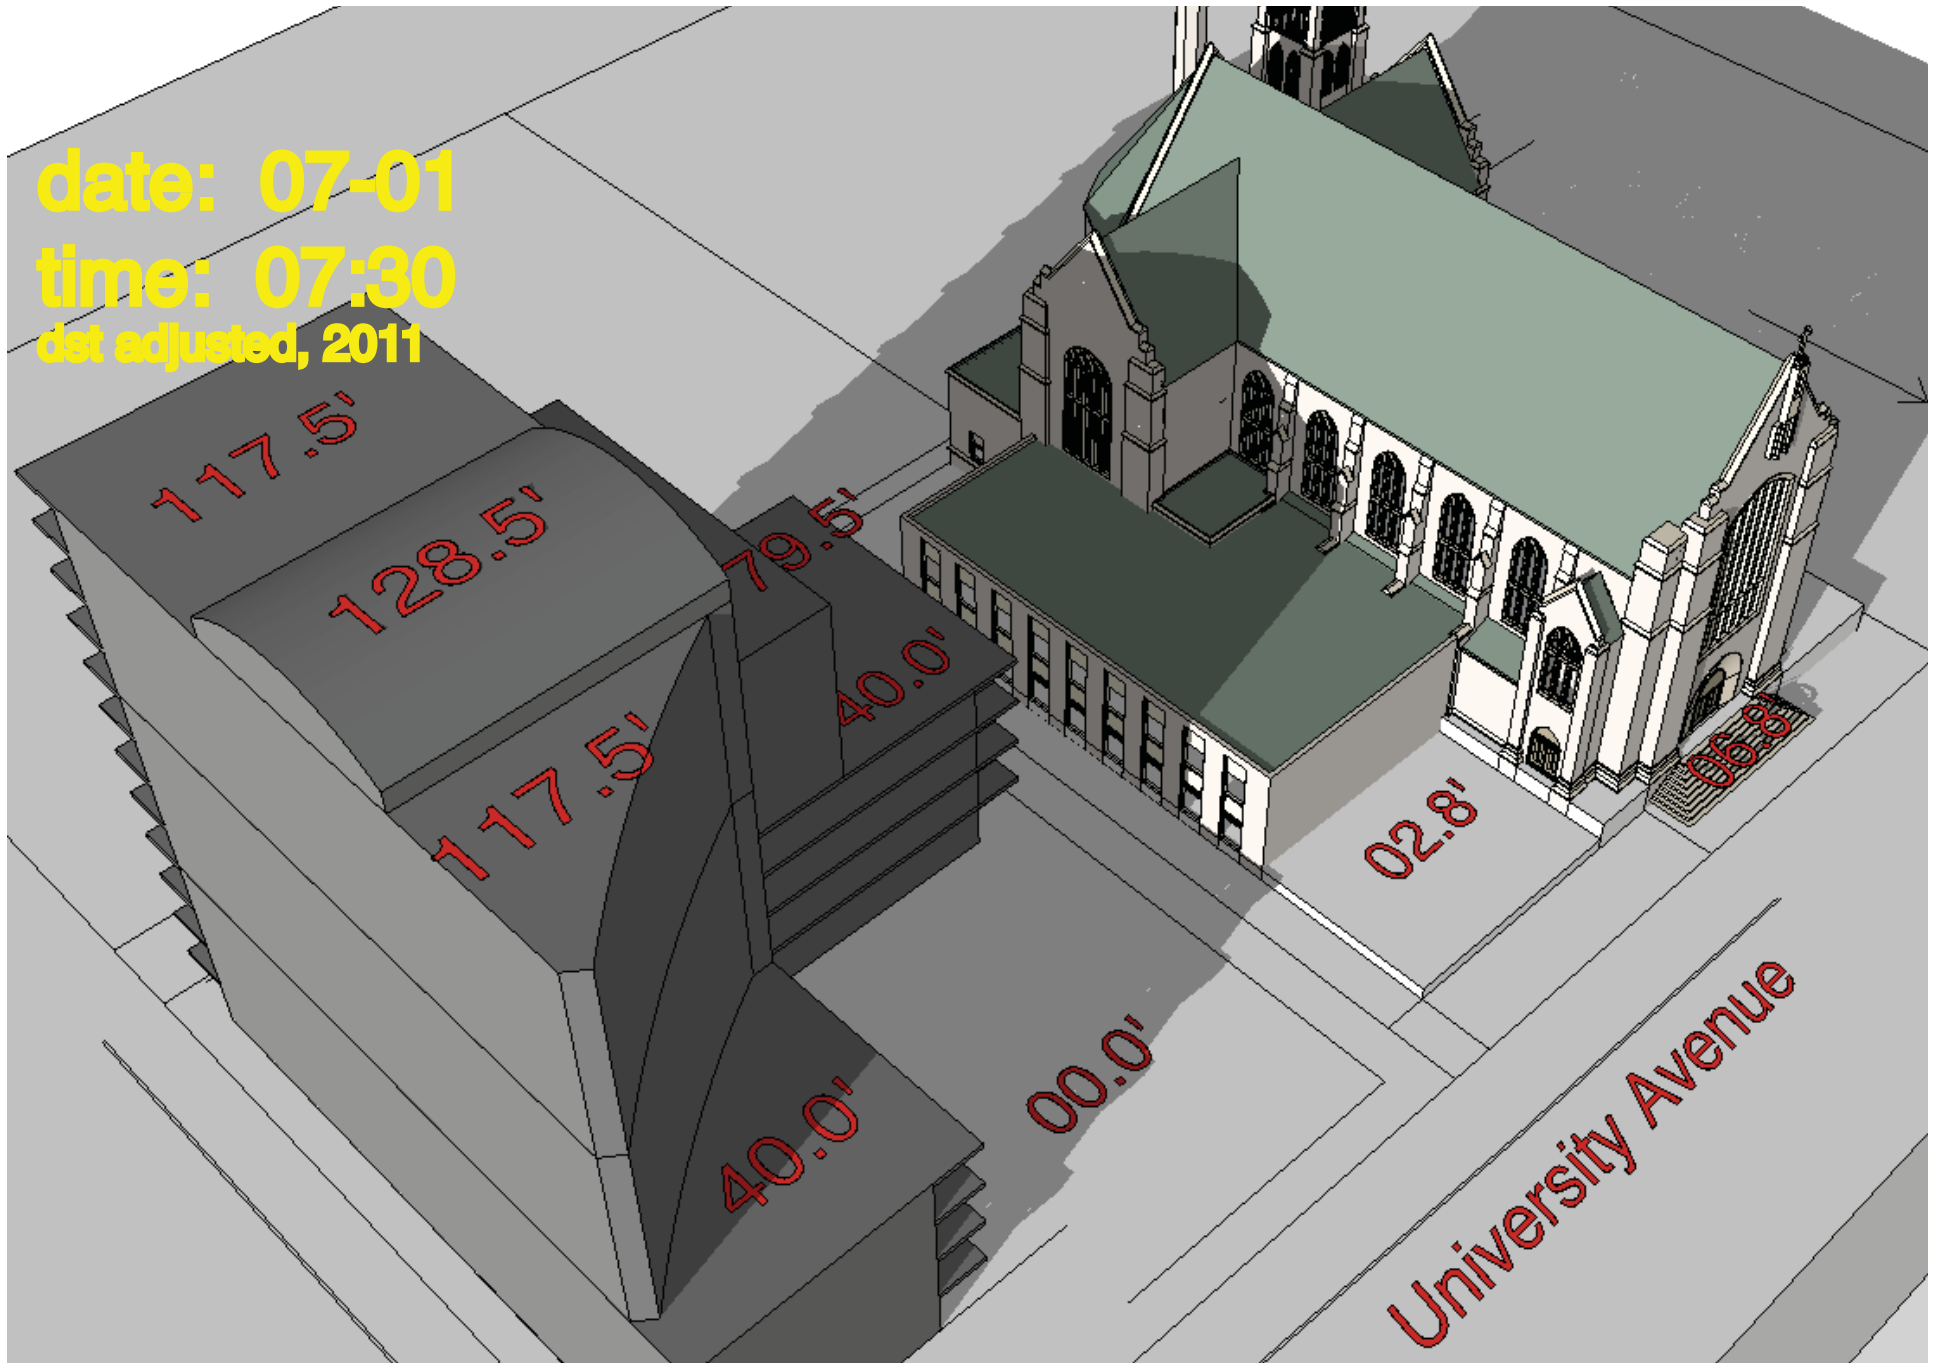 date: 07-01
time: 07:30
dst adjusted, 2011
117.5'
128.5'
79.5'
40.0'
117.5'
06.8'
02.8'
00.0'
40.0'
University Avenue